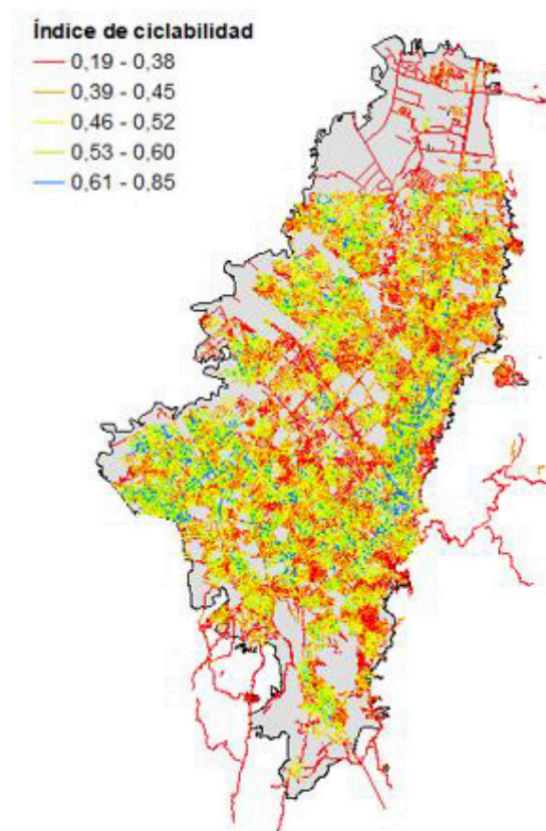 Índice de ciclabilidad
0,19 - 0,38
0,39 - 0,45
0,46 - 0,52
0,53 - 0,60
0,61 - 0,85